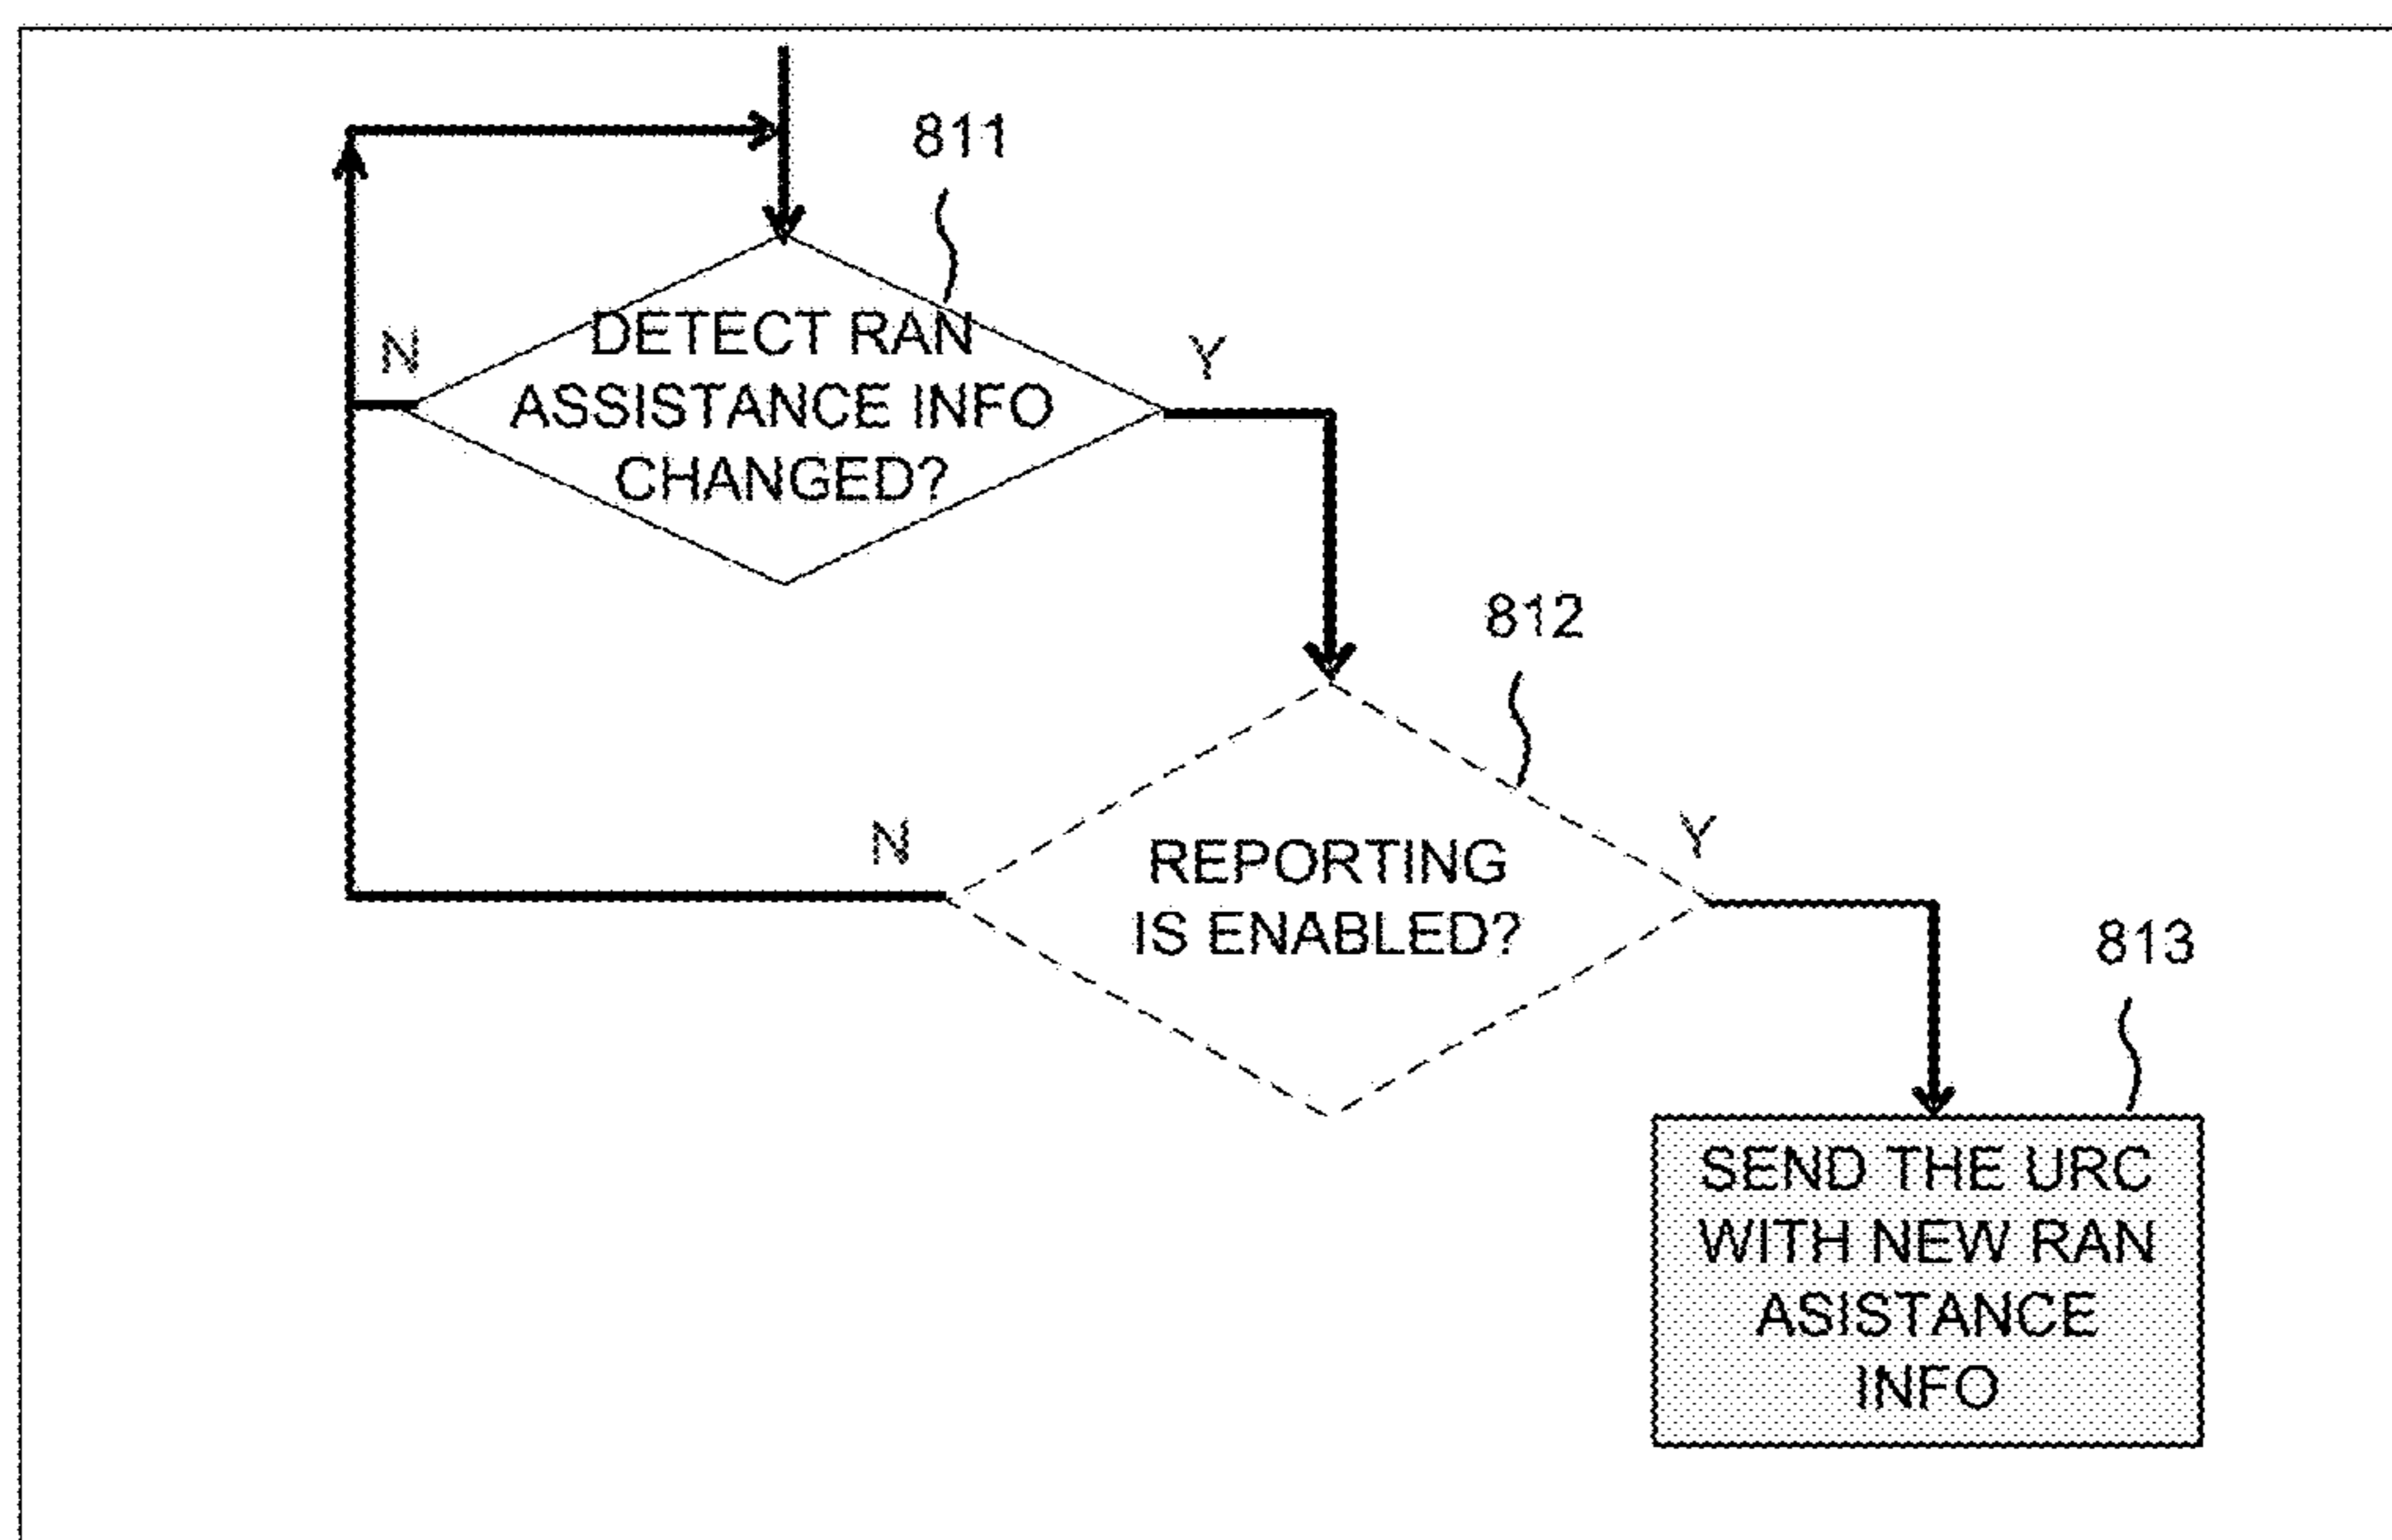 811
N
DETECT RAN
ASSISTANCE INFO
CHANGED?
Y
812
N
REPORTING
IS ENABLED?
Y
813
SEND THE URC
WITH NEW RAN
ASISTANCE
INFO